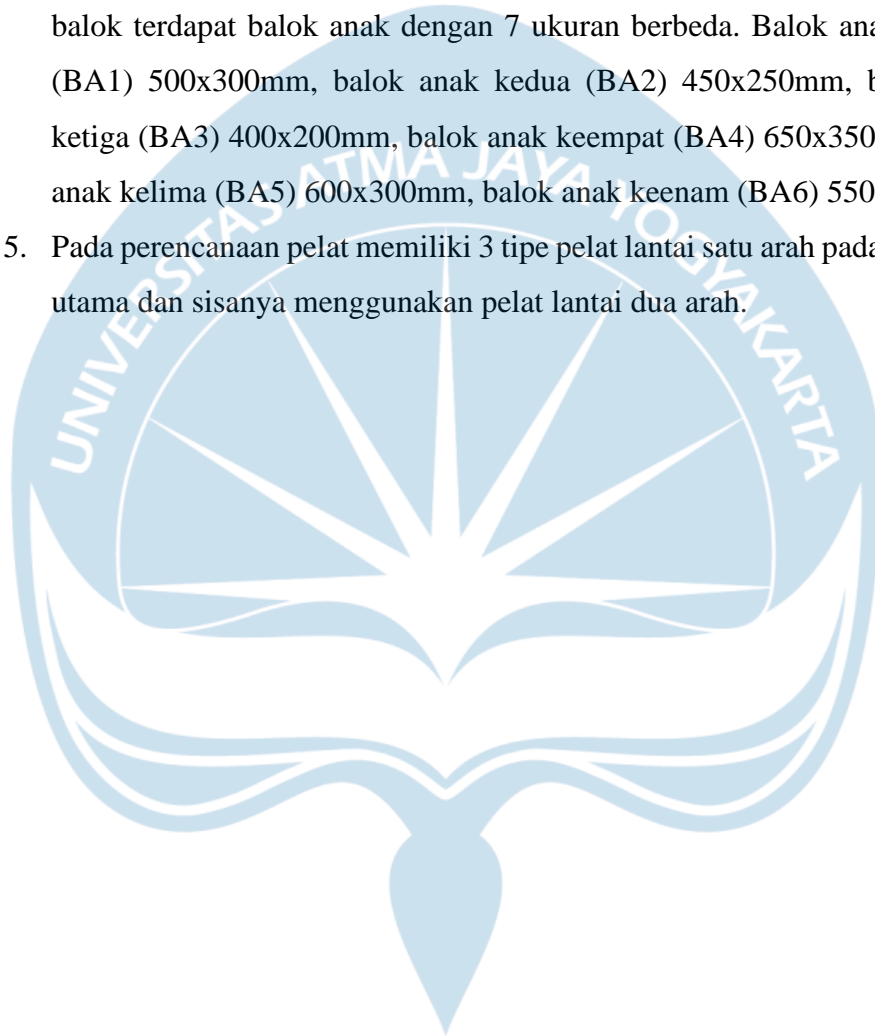 balok terdapat balok anak dengan 7 ukuran berbeda. Balok
(BA1) 500x300mm, balok anak kedua (BA2) 450x250mm,
ketiga (BA3) 400x200mm, balok anak keempat (BA4) 650x350
anak kelima (BA5) 600x300mm, balok anak keenam (BA6) 550
5. Pada perencanaan pelat memiliki 3 tipe pelat lantai satu arah pada
utama dan sisanya menggunakan pelat lantai dua arah.
UNIVERSITAS ATMA JAYA YOGYAKARTA